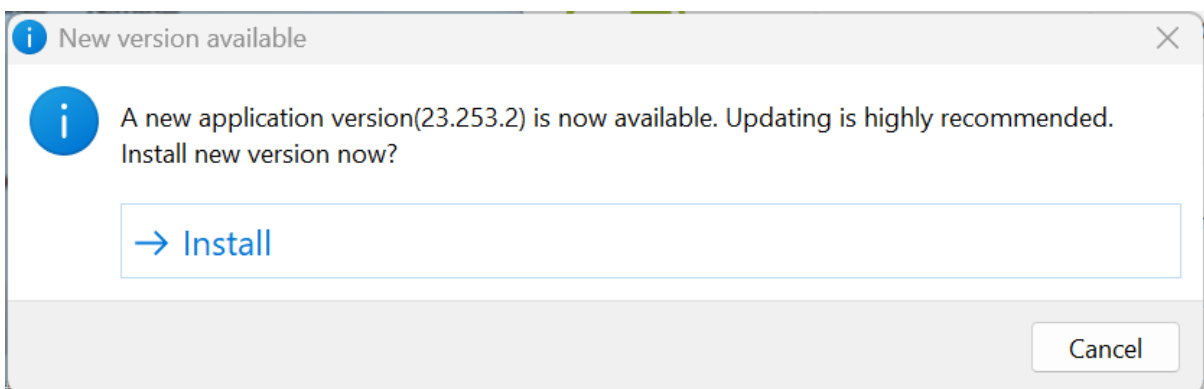 New version available
A new application version(23.253.2) is now available. Updating is highly recommended.
Install new version now?
→ Install
Cancel